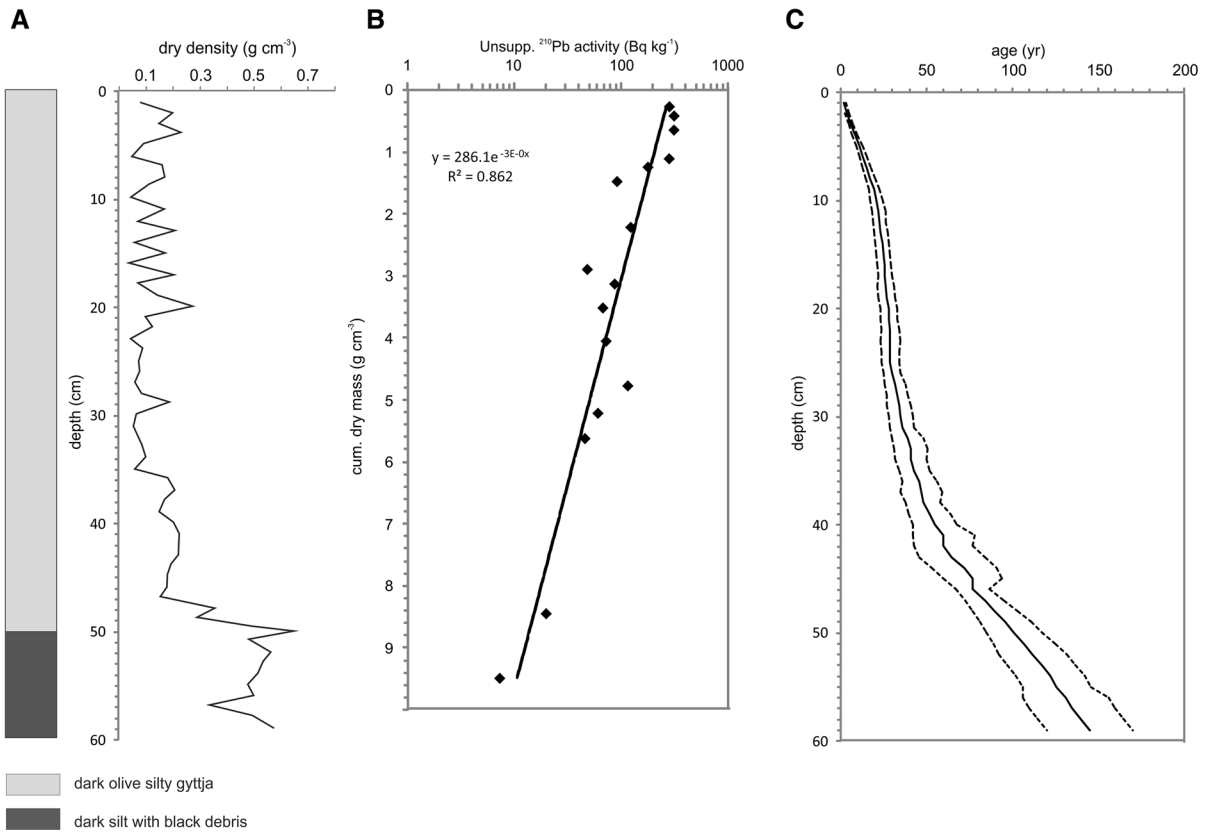 A
dry density (g cm-3)
0.1 0.3 0.5 0.7
0
10
20
30
40
50
60
depth (cm)
dark olive silty gyttja
dark silt with black debris
B
Unsupp. 210Pb activity (Bq kg-1)
1 10 100 1000
0
1
2
3
4
5
6
7
8
9
cum. dry mass (g cm-3)
y = 286.1e-3E-0x
R² = 0.862
C
age (yr)
0 50 100 150 200
0
10
20
30
40
50
60
depth (cm)